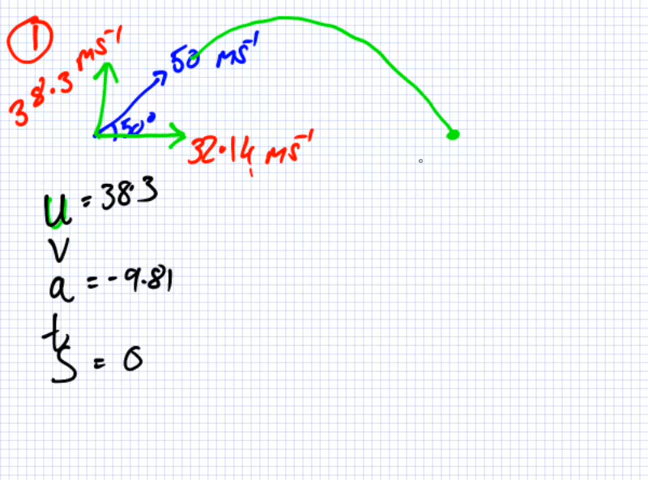 1
38.3 ms⁻¹
50 ms⁻¹
50°
32.14 ms⁻¹
u = 38.3
v
a = -9.81
t
s = 0